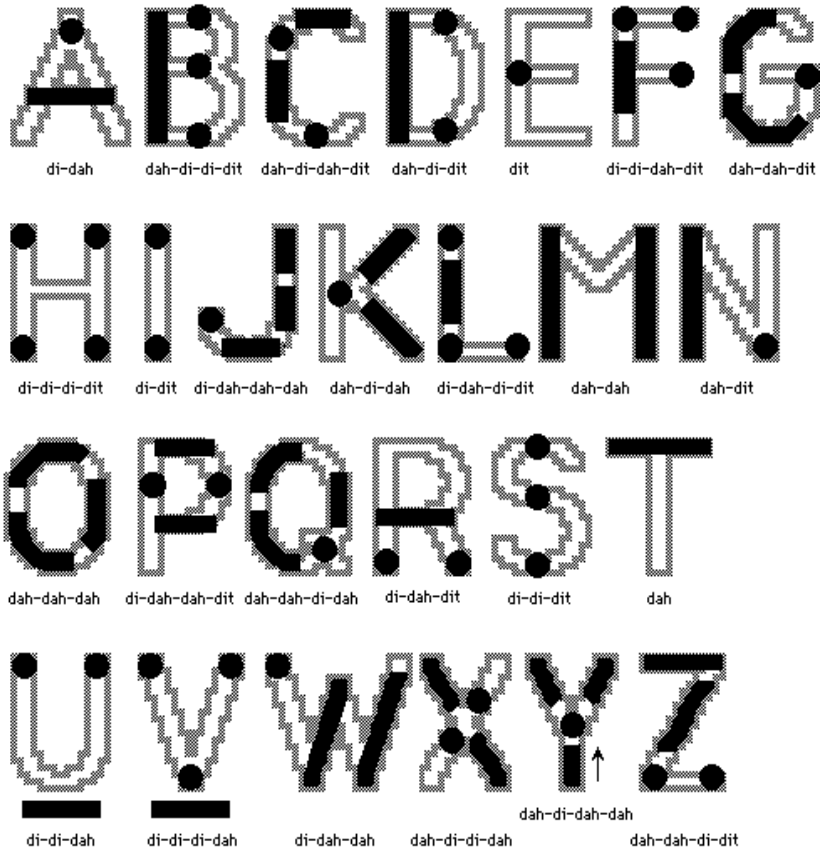 A B C D E F G
di-dah dah-di-di-dit dah-di-dah-dit dah-di-dit dit di-di-dah-dit dah-dah-dit
H I J K L M N
di-di-di-dit di-dit di-dah-dah-dah dah-di-dah di-dah-di-dit dah-dah dah-dit
O P Q R S T
dah-dah-dah di-dah-dah-dit dah-dah-di-dah di-dah-dit di-di-dit dah
U V W X Y Z
di-di-dah di-di-di-dah di-dah-dah dah-di-di-dah dah-di-dah-dah dah-dah-di-dit